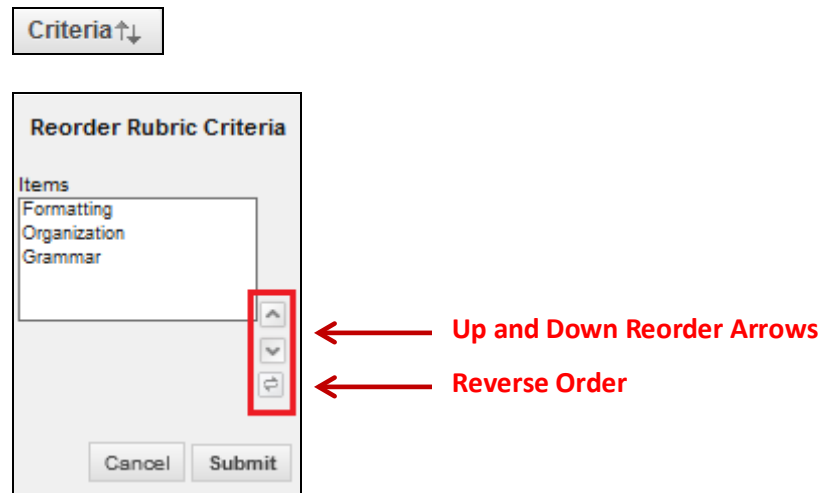 Criteria↑↓
Reorder Rubric Criteria
Items
Formatting
Organization
Grammar
Up and Down Reorder Arrows
Reverse Order
Cancel Submit